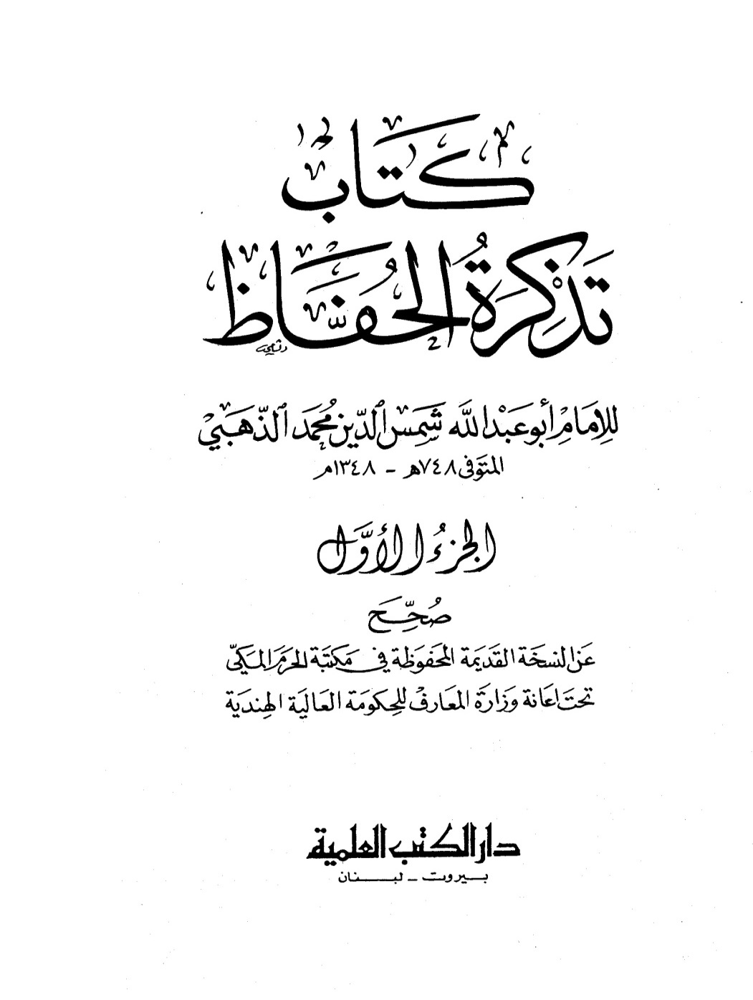 كتاب
تذكرة الحفاظ
للإمام أبو عبد الله شمس الدين محمد الذهبي
المتوفى ٧٤٨هـ - ١٣٤٨م
الجزء الأول
صحح
عن النسخة القديمة المحفوظة في مكتبة الحرم المكي
تحت اعانة وزارة المعارف للحكومة العالية الهندية
دار الكتب العلمية
بيروت - لبنان